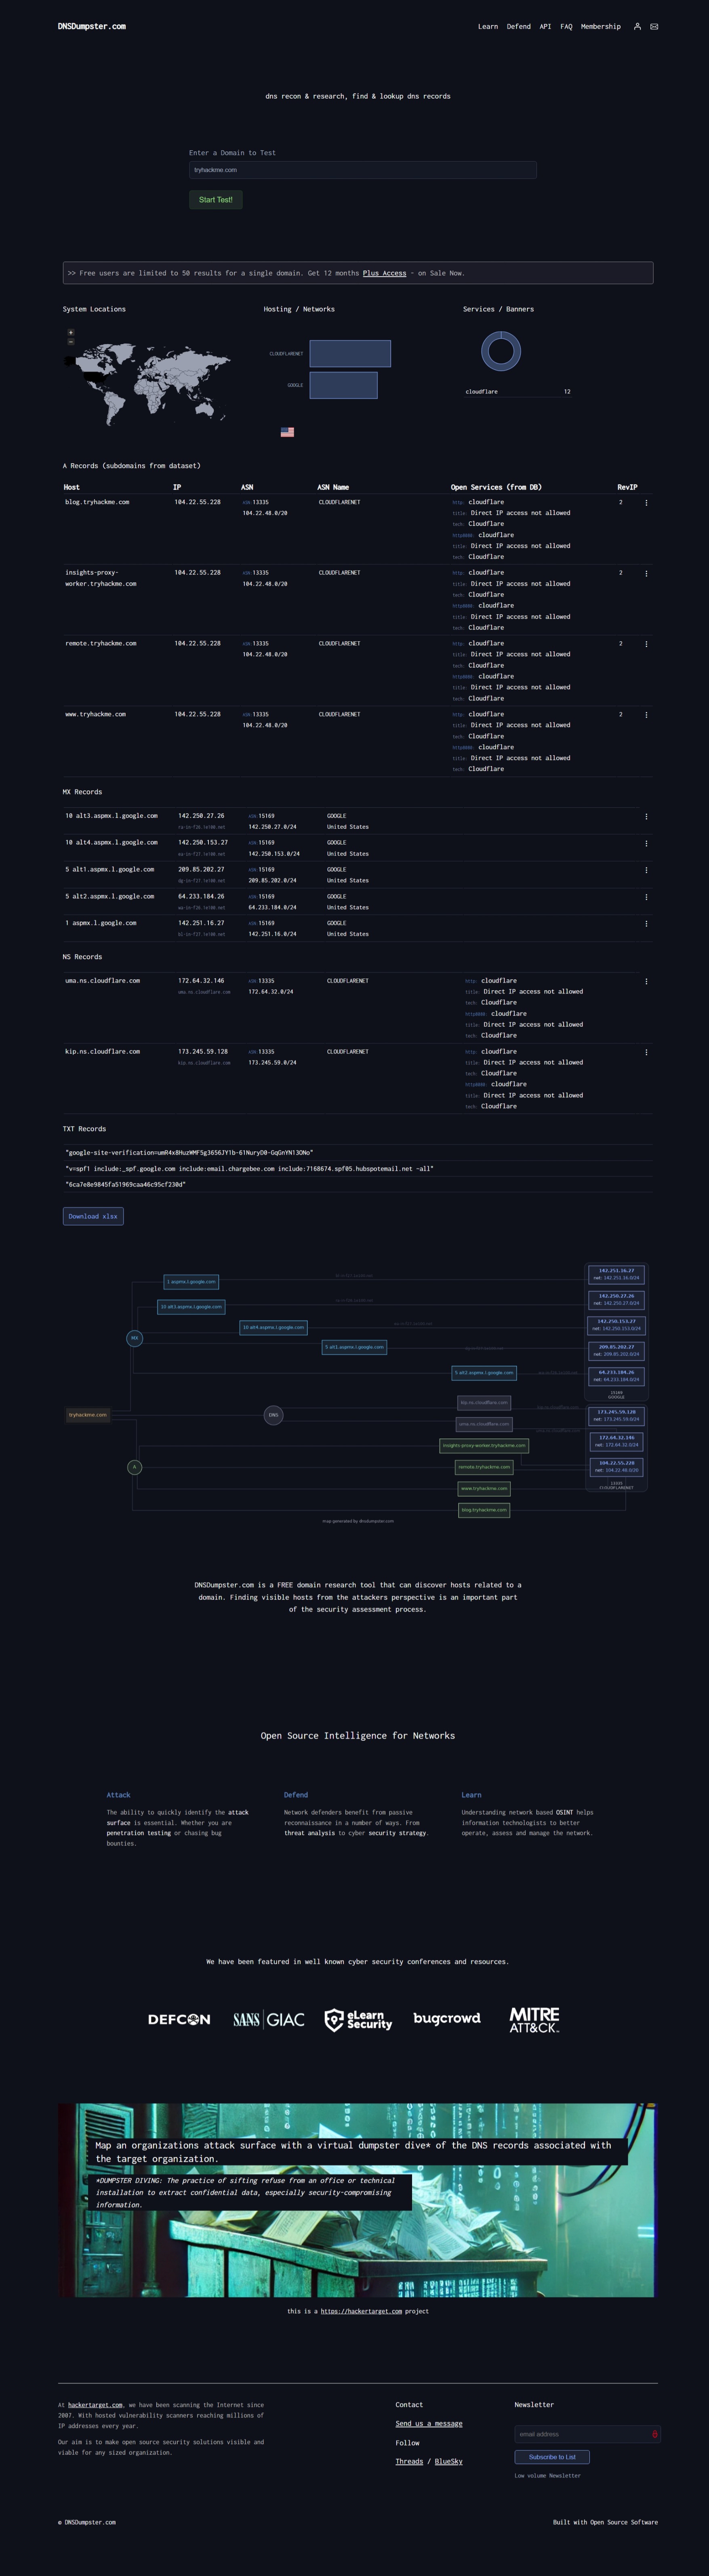 DNSDumpster.com
Learn Defend API FAQ Membership
dns recon & research, find & lookup dns records
Enter a Domain to Test
tryhackme.com
Start Test!
>> Free users are limited to 50 results for a single domain. Get 12 months Plus Access - on Sale Now.
System Locations Hosting / Networks Services / Banners
+
−
CLOUDFLARENET
GOOGLE
cloudflare 12
A Records (subdomains from dataset)
Host IP ASN ASN Name Open Services (from DB) RevIP
blog.tryhackme.com 104.22.55.228 ASN:13335 CLOUDFLARENET http: cloudflare 2
104.22.48.0/20 title: Direct IP access not allowed
tech: Cloudflare
http8080: cloudflare
title: Direct IP access not allowed
tech: Cloudflare
insights-proxy- 104.22.55.228 ASN:13335 CLOUDFLARENET http: cloudflare 2
worker.tryhackme.com 104.22.48.0/20 title: Direct IP access not allowed
tech: Cloudflare
http8080: cloudflare
title: Direct IP access not allowed
tech: Cloudflare
remote.tryhackme.com 104.22.55.228 ASN:13335 CLOUDFLARENET http: cloudflare 2
104.22.48.0/20 title: Direct IP access not allowed
tech: Cloudflare
http8080: cloudflare
title: Direct IP access not allowed
tech: Cloudflare
www.tryhackme.com 104.22.55.228 ASN:13335 CLOUDFLARENET http: cloudflare 2
104.22.48.0/20 title: Direct IP access not allowed
tech: Cloudflare
http8080: cloudflare
title: Direct IP access not allowed
tech: Cloudflare
MX Records
10 alt3.aspmx.l.google.com 142.250.27.26 ASN:15169 GOOGLE
142.250.27.0/24 United States
10 alt4.aspmx.l.google.com 142.250.153.27 ASN:15169 GOOGLE
142.250.153.0/24 United States
5 alt1.aspmx.l.google.com 209.85.202.27 ASN:15169 GOOGLE
209.85.202.0/24 United States
5 alt2.aspmx.l.google.com 64.233.184.26 ASN:15169 GOOGLE
64.233.184.0/24 United States
1 aspmx.l.google.com 142.251.16.27 ASN:15169 GOOGLE
142.251.16.0/24 United States
NS Records
uma.ns.cloudflare.com 172.64.32.146 ASN:13335 CLOUDFLARENET http: cloudflare
uma.ns.cloudflare.com 172.64.32.0/24 title: Direct IP access not allowed
tech: Cloudflare
http8080: cloudflare
title: Direct IP access not allowed
tech: Cloudflare
kip.ns.cloudflare.com 173.245.59.128 ASN:13335 CLOUDFLARENET http: cloudflare
kip.ns.cloudflare.com 173.245.59.0/24 title: Direct IP access not allowed
tech: Cloudflare
http8080: cloudflare
title: Direct IP access not allowed
tech: Cloudflare
TXT Records
"v=spf1 include:_spf.google.com include:email.chargebee.com include:7168674.spf05.hubspotemail.net ~all"
"6ca7e8e9845fa51969caa46c95cf230d"
Download xlsx
142.251.16.27
1 aspmx.l.google.com net: 142.251.16.0/24
142.250.27.26
10 alt3.aspmx.l.google.com net: 142.250.27.0/24
142.250.153.27
10 alt4.aspmx.l.google.com net: 142.250.153.0/24
MX
209.85.202.27
5 alt1.aspmx.l.google.com net: 209.85.202.0/24
64.233.184.26
5 alt2.aspmx.l.google.com net: 64.233.184.0/24
15169
GOOGLE
kip.ns.cloudflare.com
173.245.59.128
tryhackme.com DNS net: 173.245.59.0/24
uma.ns.cloudflare.com
172.64.32.146
insights-proxy-worker.tryhackme.com net: 172.64.32.0/24
104.22.55.228
A remote.tryhackme.com net: 104.22.48.0/20
13335
CLOUDFLARENET
www.tryhackme.com
blog.tryhackme.com
map generated by dnsdumpster.com
DNSDumpster.com is a FREE domain research tool that can discover hosts related to a
domain. Finding visible hosts from the attackers perspective is an important part
of the security assessment process.
Open Source Intelligence for Networks
Attack
The ability to quickly identify the attack
surface is essential. Whether you are
penetration testing or chasing bug
bounties.
Defend
Network defenders benefit from passive
reconnaissance in a number of ways. From
threat analysis to cyber security strategy.
Learn
Understanding network based OSINT helps
information technologists to better
operate, assess and manage the network.
We have been featured in well known cyber security conferences and resources.
DEFCON SANS GIAC eLearn Security bugcrowd MITRE ATT&CK
Map an organizations attack surface with a virtual dumpster dive* of the DNS records associated with
the target organization.
*DUMPSTER DIVING: The practice of sifting refuse from an office or technical
installation to extract confidential data, especially security-compromising
information.
this is a https://hackertarget.com project
At hackertarget.com, we have been scanning the Internet since
2007. With hosted vulnerability scanners reaching millions of
IP addresses every year.
Our aim is to make open source security solutions visible and
viable for any sized organization.
Contact
Send us a message
Follow
Threads / BlueSky
Newsletter
email address
Subscribe to List
Low volume Newsletter
© DNSDumpster.com
Built with Open Source Software